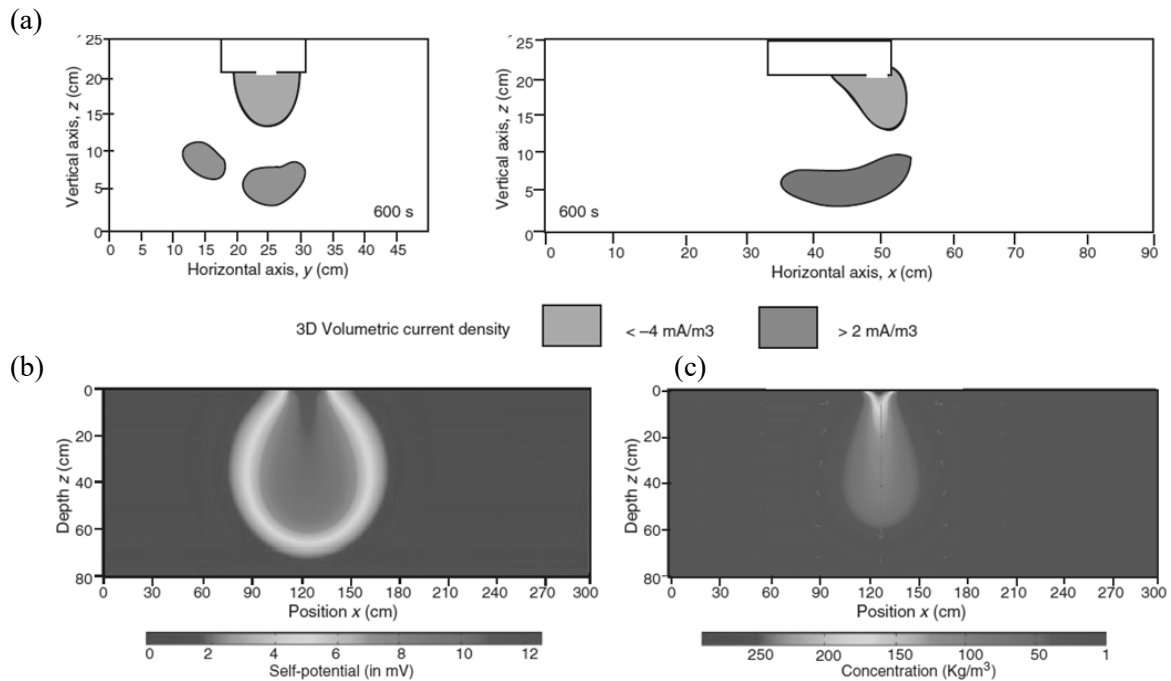 (a)
25
20
15
10
5
0
Vertical axis, z (cm)
600 s
0 5 10 15 20 25 30 35 40 45
Horizontal axis, y (cm)
25
20
15
10
5
0
Vertical axis, z (cm)
600 s
0 10 20 30 40 50 60 70 80 90
Horizontal axis, x (cm)
3D Volumetric current density
< –4 mA/m3
> 2 mA/m3
(b)
0
20
40
60
80
Depth z (cm)
0 30 60 90 120 150 180 210 240 270 300
Position x (cm)
0 2 4 6 8 10 12
Self-potential (in mV)
(c)
0
20
40
60
80
Depth z (cm)
0 30 60 90 120 150 180 210 240 270 300
Position x (cm)
250 200 150 100 50 1
Concentration (Kg/m³)